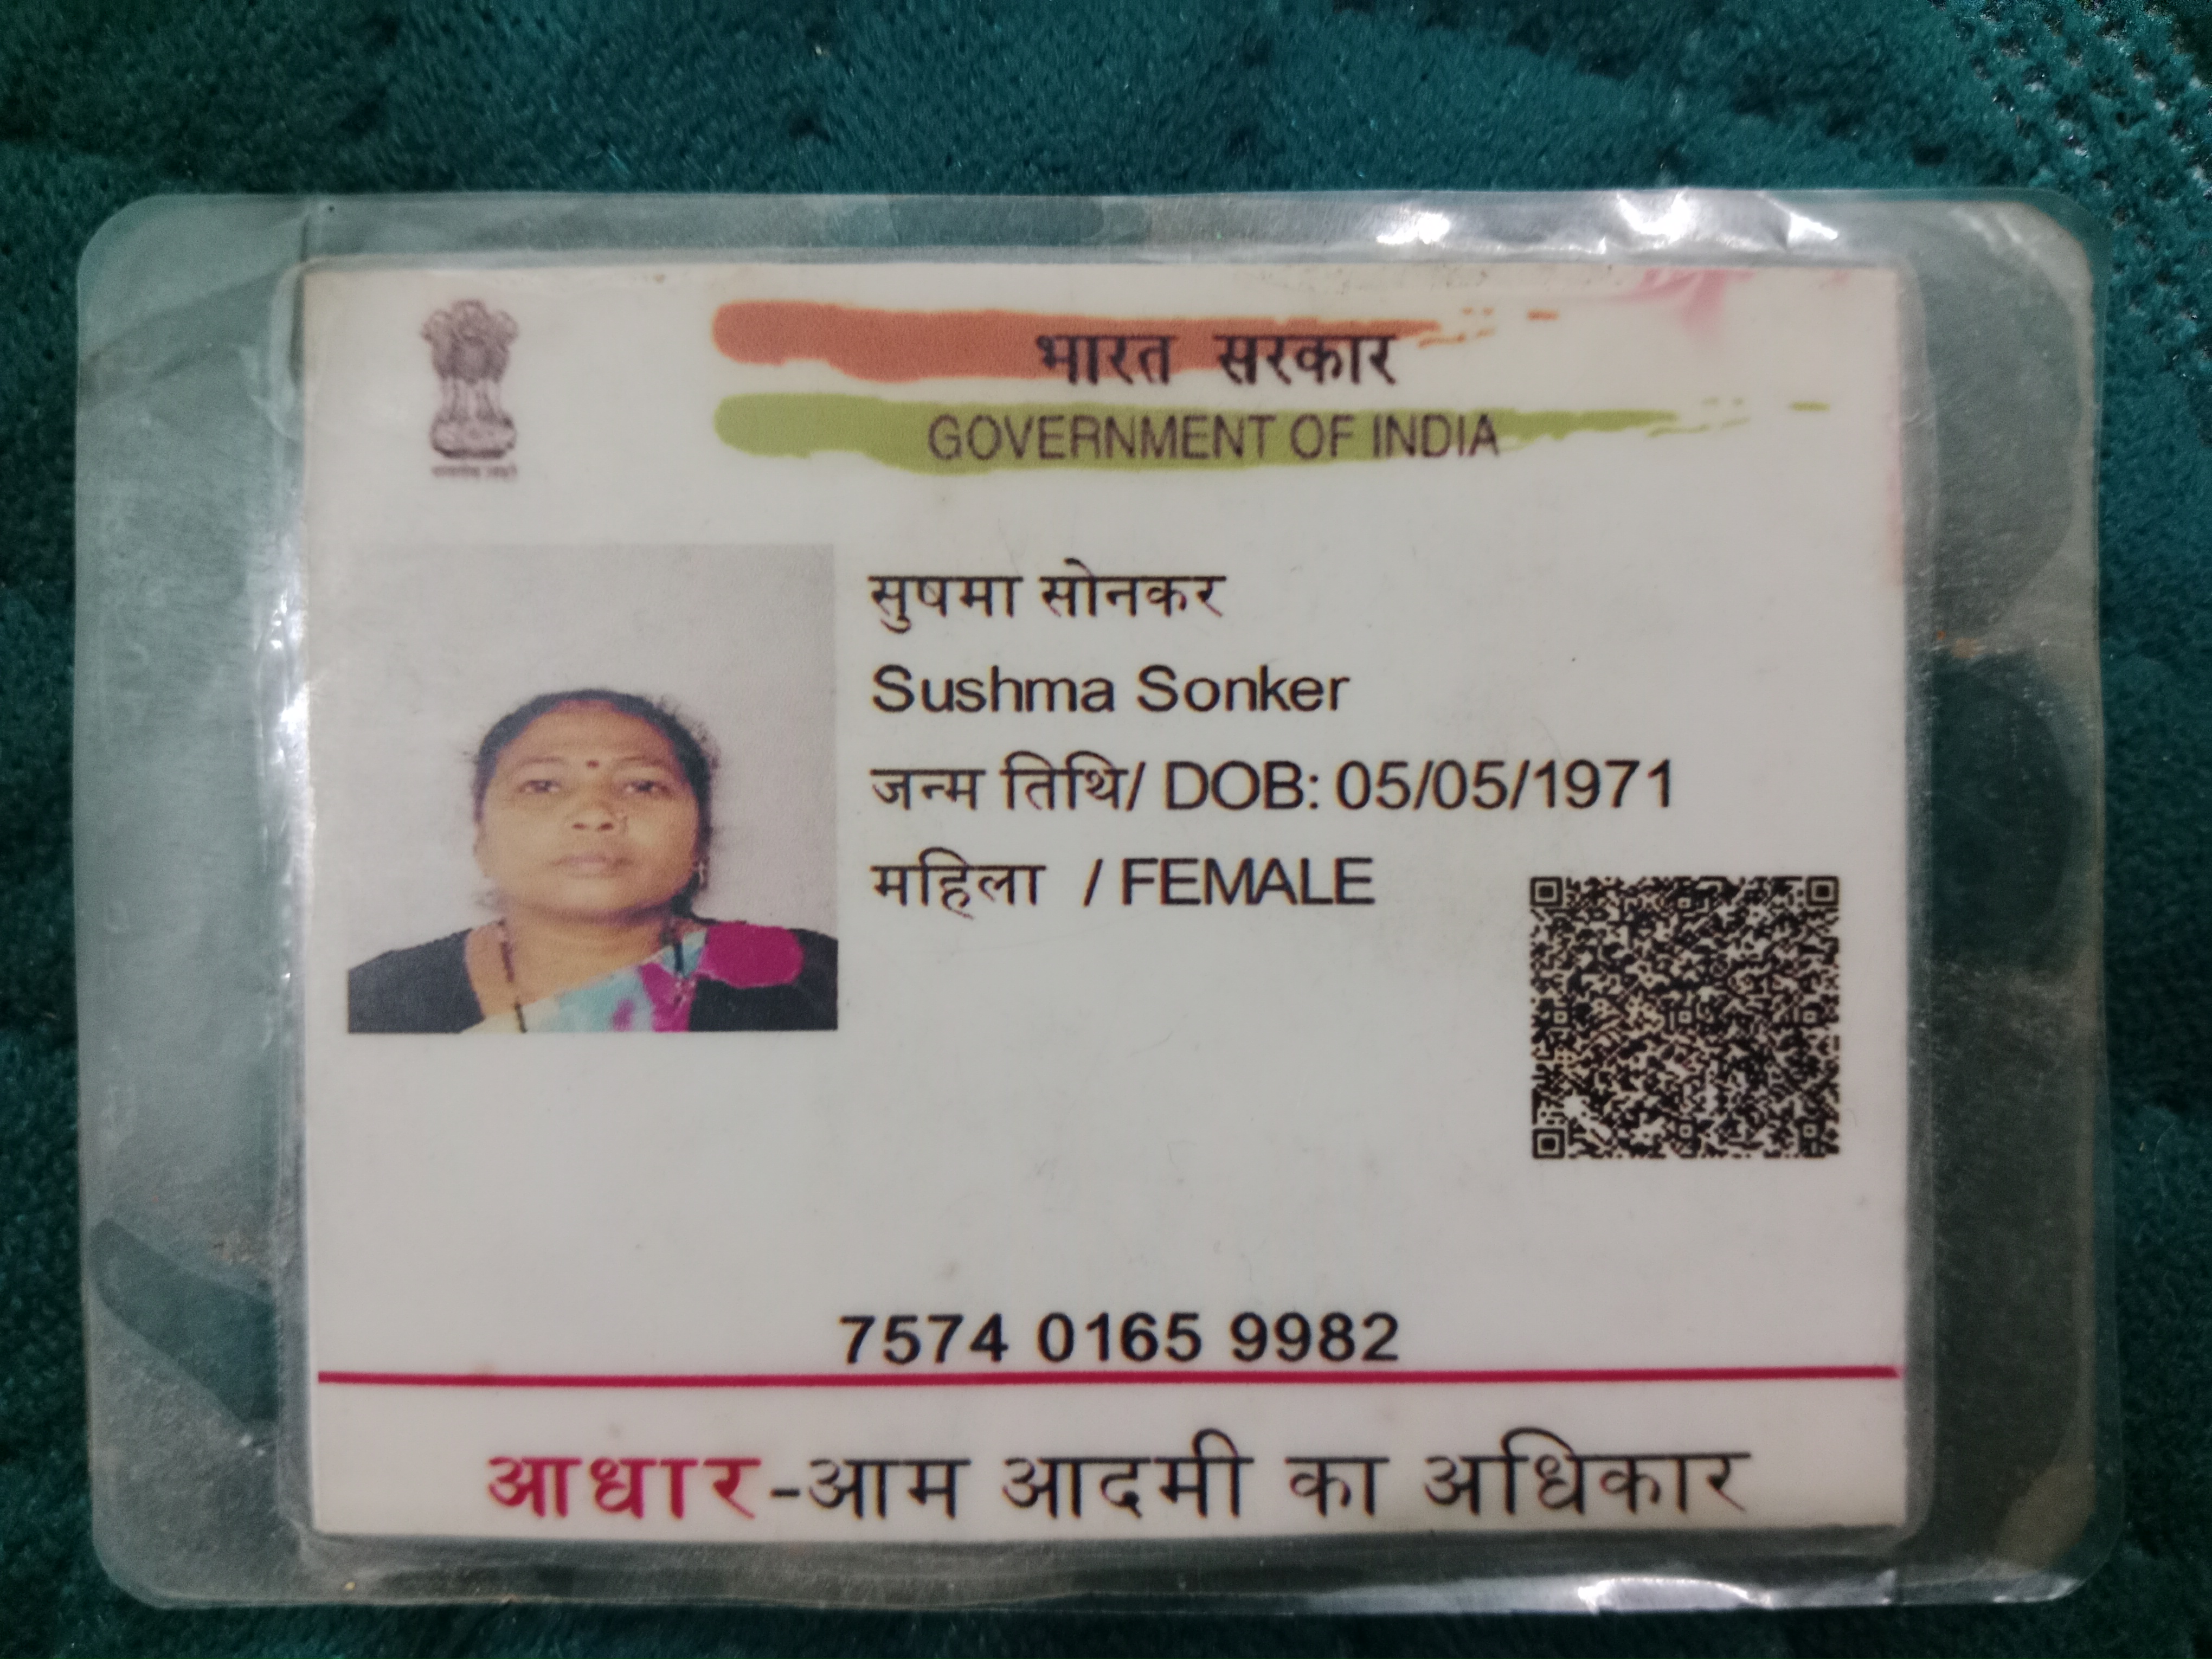 भारत सरकार
GOVERNMENT OF INDIA
सुषमा सोनकर
Sushma Sonker
जन्म तिथि/ DOB: 05/05/1971
महिला / FEMALE
7574 0165 9982
आधार-आम आदमी का अधिकार